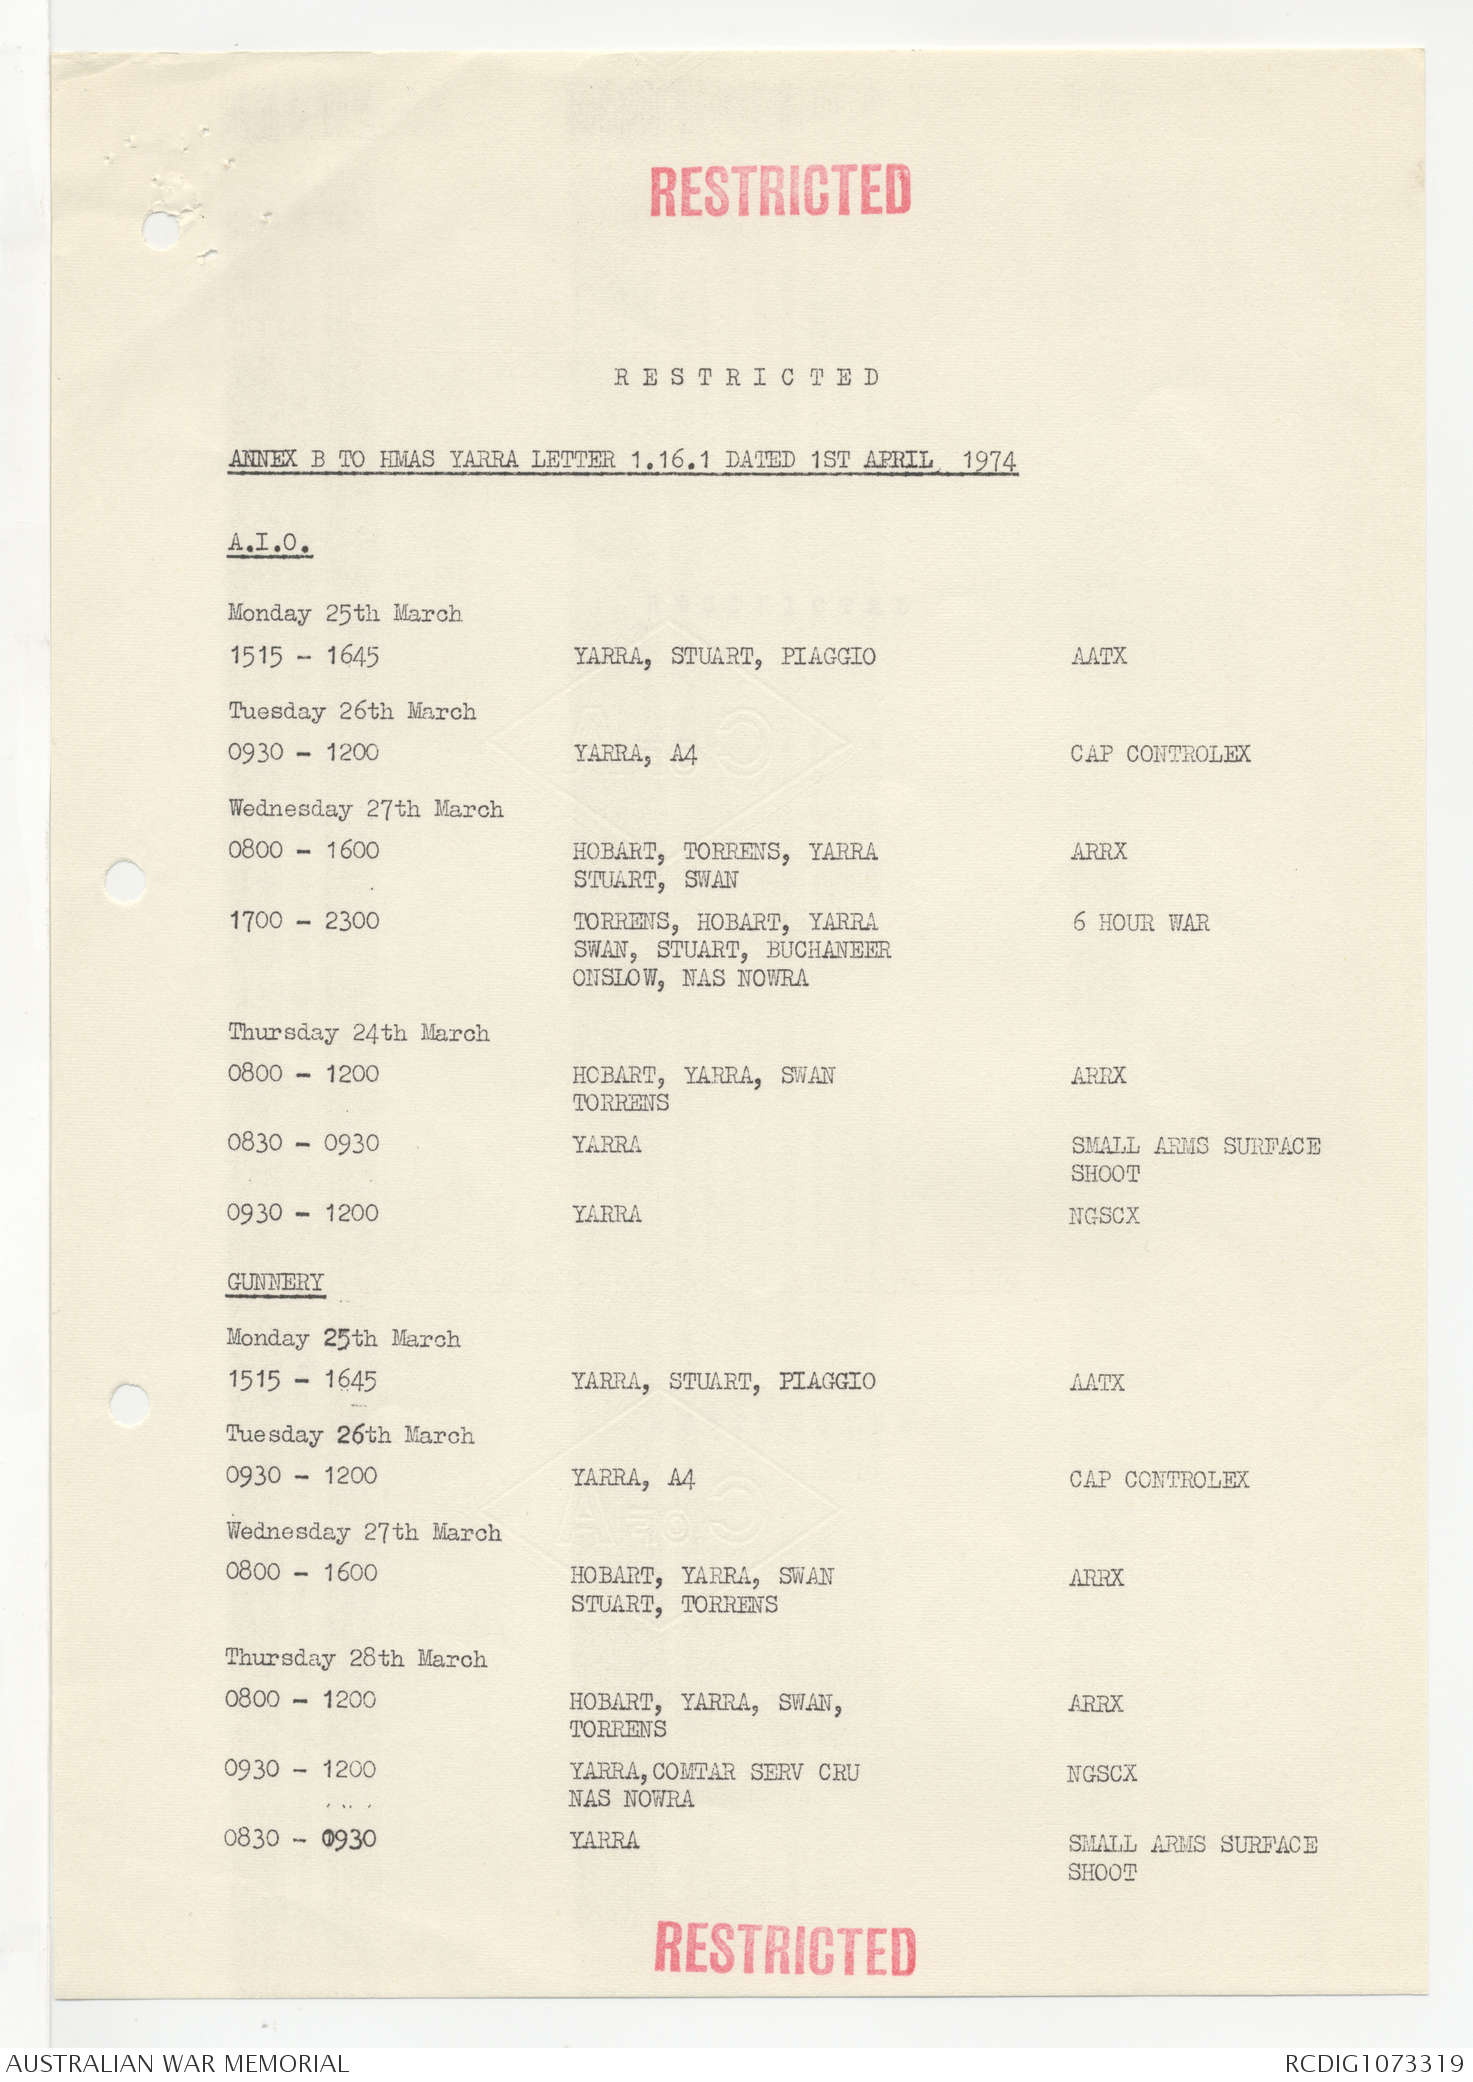 RESTRICTED
R E S T R I C T E D
ANNEX B TO HMAS YARRA LETTER 1.16.1 DATED 1ST APRIL 1974
A.I.O.
Monday 25th March
1515 - 1645 YARRA, STUART, PIAGGIO AATX
Tuesday 26th March
0930 - 1200 YARRA, A4 CAP CONTROLEX
Wednesday 27th March
0800 - 1600 HOBART, TORRENS, YARRA ARRX
STUART, SWAN
1700 - 2300 TORRENS, HOBART, YARRA 6 HOUR WAR
SWAN, STUART, BUCHANEER
ONSLOW, NAS NOWRA
Thursday 24th March
0800 - 1200 HOBART, YARRA, SWAN ARRX
TORRENS
0830 - 0930 YARRA SMALL ARMS SURFACE
SHOOT
0930 - 1200 YARRA NGSCX
GUNNERY
Monday 25th March
1515 - 1645 YARRA, STUART, PIAGGIO AATX
Tuesday 26th March
0930 - 1200 YARRA, A4 CAP CONTROLEX
Wednesday 27th March
0800 - 1600 HOBART, YARRA, SWAN ARRX
STUART, TORRENS
Thursday 28th March
0800 - 1200 HOBART, YARRA, SWAN, ARRX
TORRENS
0930 - 1200 YARRA,COMTAR SERV CRU NGSCX
NAS NOWRA
0830 - 0930 YARRA SMALL ARMS SURFACE
SHOOT
RESTRICTED
AUSTRALIAN WAR MEMORIAL RCDIG1073319